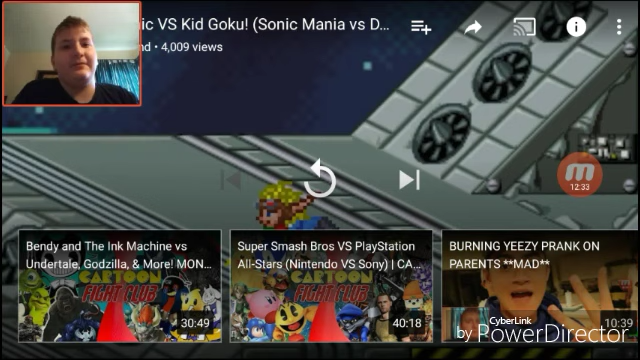 ic VS Kid Goku! (Sonic Mania vs D...
nd • 4,009 views
12:33
Bendy and The Ink Machine vs
Undertale, Godzilla, & More! MON...
CARTOON
FIGHT CLUB
30:49
Super Smash Bros VS PlayStation
All-Stars (Nintendo VS Sony) | CA...
CARTOON
FIGHT CLUB
40:18
BURNING YEEZY PRANK ON
PARENTS **MAD**
10:39
CyberLink
by PowerDirector